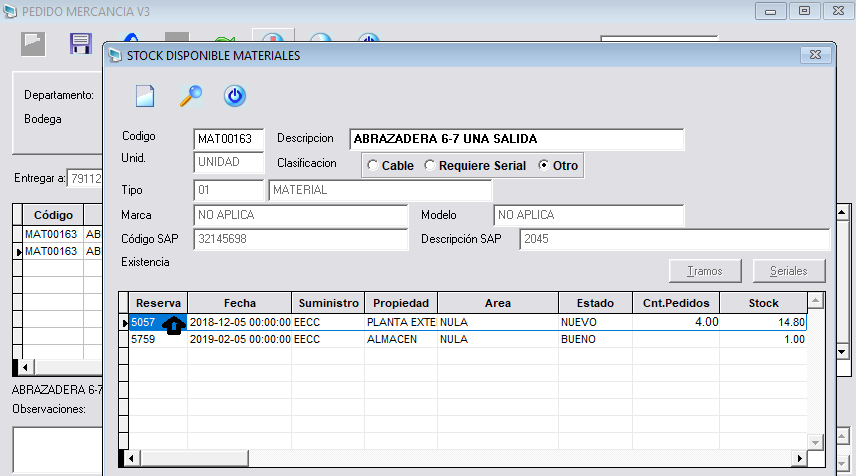 PEDIDO MERCANCIA V3
STOCK DISPONIBLE MATERIALES
Departamento:
Bodega
Entregar a: 79112
Código
MAT00163 AB
MAT00163 AB
ABRAZADERA 6-7
Observaciones:
Codigo MAT00163 Descripcion ABRAZADERA 6-7 UNA SALIDA
Unid. UNIDAD Clasificacion Cable Requiere Serial Otro
Tipo 01 MATERIAL
Marca NO APLICA Modelo NO APLICA
Código SAP 32145698 Descripción SAP 2045
Existencia
Tramos Seriales
Reserva Fecha Suministro Propiedad Area Estado Cnt.Pedidos Stock
5057 2018-12-05 00:00:00 EECC PLANTA EXTE NULA NUEVO 4.00 14.80
5759 2019-02-05 00:00:00 EECC ALMACEN NULA BUENO 1.00